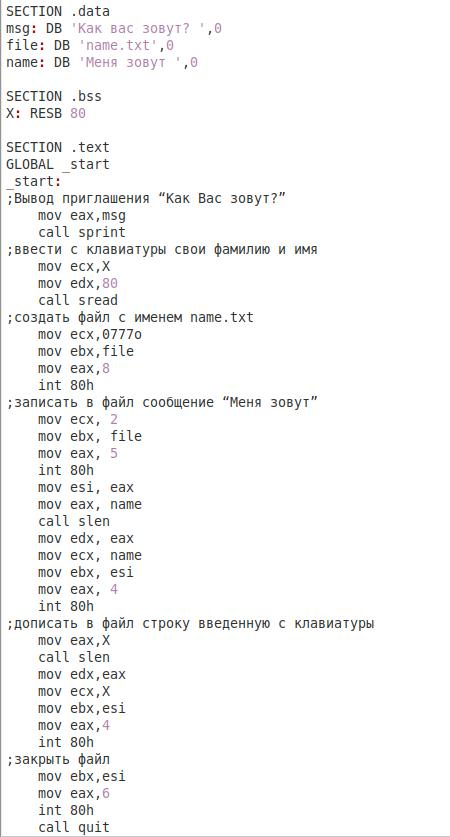 SECTION .data
msg: DB 'Как вас зовут? ',0
file: DB 'name.txt',0
name: DB 'Меня зовут ',0

SECTION .bss
X: RESB 80

SECTION .text
GLOBAL _start
_start:
;Вывод приглашения “Как Вас зовут?”
    mov eax,msg
    call sprint
;ввести с клавиатуры свои фамилию и имя
    mov ecx,X
    mov edx,80
    call sread
;создать файл с именем name.txt
    mov ecx,0777o
    mov ebx,file
    mov eax,8
    int 80h
;записать в файл сообщение “Меня зовут”
    mov ecx, 2
    mov ebx, file
    mov eax, 5
    int 80h
    mov esi, eax
    mov eax, name
    call slen
    mov edx, eax
    mov ecx, name
    mov ebx, esi
    mov eax, 4
    int 80h
;дописать в файл строку введенную с клавиатуры
    mov eax,X
    call slen
    mov edx,eax
    mov ecx,X
    mov ebx,esi
    mov eax,4
    int 80h
;закрыть файл
    mov ebx,esi
    mov eax,6
    int 80h
    call quit